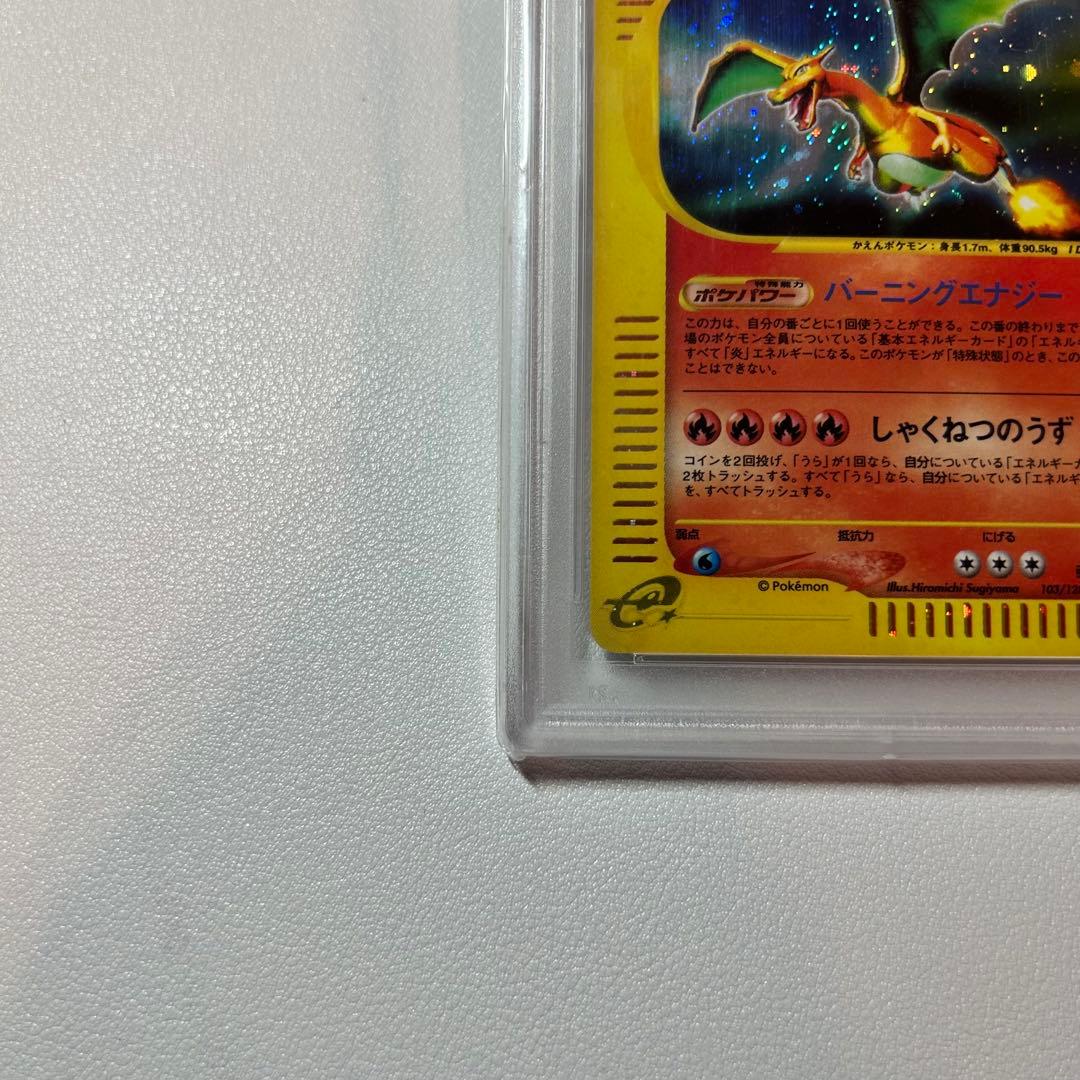 かえんポケモン：身長1.7m、体重90.5kg
特殊能力
ポケパワー バーニングエナジー
この力は、自分の番ごとに1回使うことができる。この番の終わりまで
場のポケモン全員についている「基本エネルギーカード」の「エネル
すべて「炎」エネルギーになる。このポケモンが「特殊状態」のとき、この
ことはできない。
しゃくねつのうず
コインを2回投げ、「うら」が1回なら、自分についている「エネルギー
2枚トラッシュする。すべて「うら」なら、自分についている「エネルギ
を、すべてトラッシュする。
弱点 抵抗力 にげる
© Pokémon Illus.Hiromichi Sugiyama 103/12
e